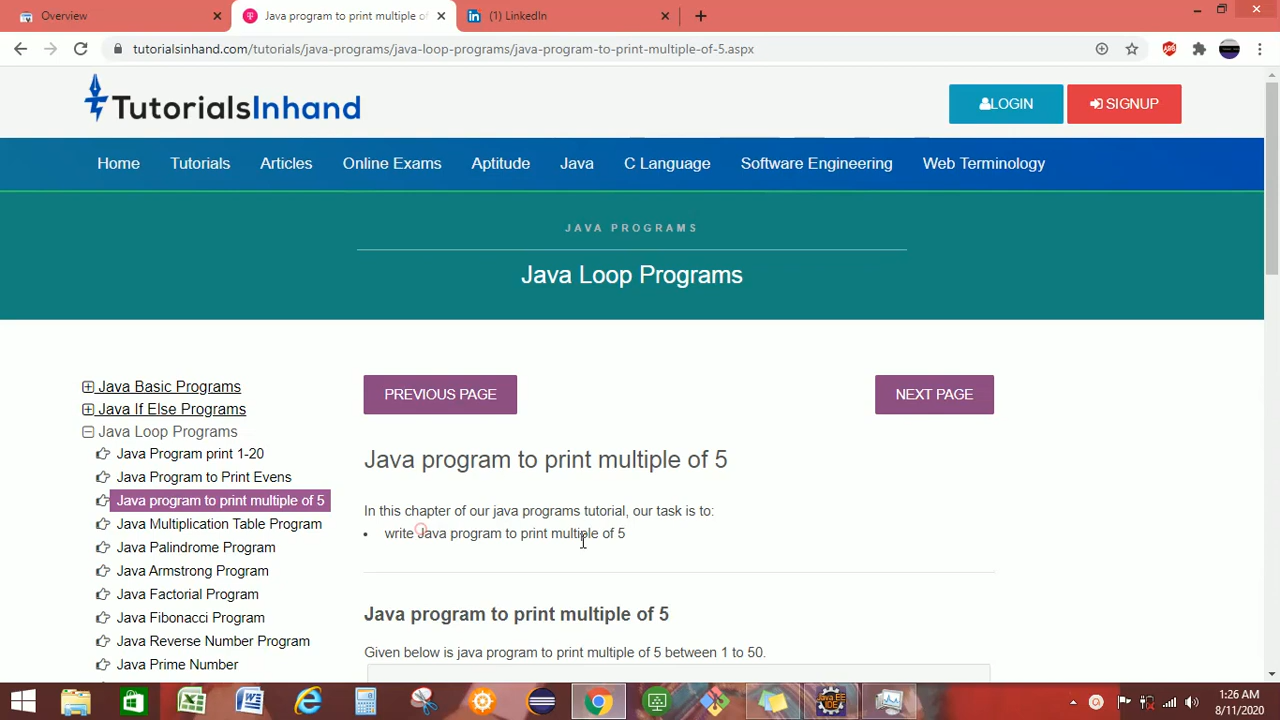 Overview
Java program to print multiple of
(1) LinkedIn
tutorialsinhand.com/tutorials/java-programs/java-loop-programs/java-program-to-print-multiple-of-5.aspx
TutorialsInhand
LOGIN
SIGNUP
Home Tutorials Articles Online Exams Aptitude Java C Language Software Engineering Web Terminology
JAVA PROGRAMS
Java Loop Programs
Java Basic Programs
Java If Else Programs
Java Loop Programs
Java Program print 1-20
Java Program to Print Evens
Java program to print multiple of 5
Java Multiplication Table Program
Java Palindrome Program
Java Armstrong Program
Java Factorial Program
Java Fibonacci Program
Java Reverse Number Program
Java Prime Number
PREVIOUS PAGE
NEXT PAGE
Java program to print multiple of 5
In this chapter of our java programs tutorial, our task is to:
• write Java program to print multiple of 5
Java program to print multiple of 5
Given below is java program to print multiple of 5 between 1 to 50.
Java EE
IDE
1:26 AM
8/11/2020